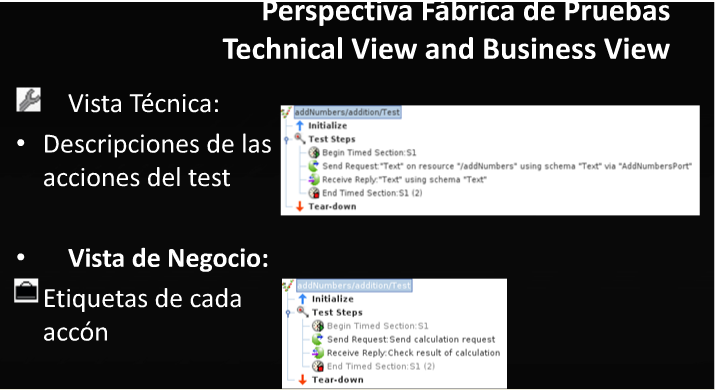 Perspectiva Fábrica de Pruebas
Technical View and Business View
Vista Técnica:
• Descripciones de las
acciones del test
addNumbers/addition/Test
Initialize
Test Steps
Begin Timed Section:S1
Send Request:"Text" on resource "/addNumbers" using schema "Text" via "AddNumbersPort"
Receive Reply:"Text" using schema "Text"
End Timed Section:S1 (2)
Tear-down
• Vista de Negocio:
Etiquetas de cada
accón
addNumbers/addition/Test
Initialize
Test Steps
Begin Timed Section:S1
Send Request:Send calculation request
Receive Reply:Check result of calculation
End Timed Section:S1 (2)
Tear-down